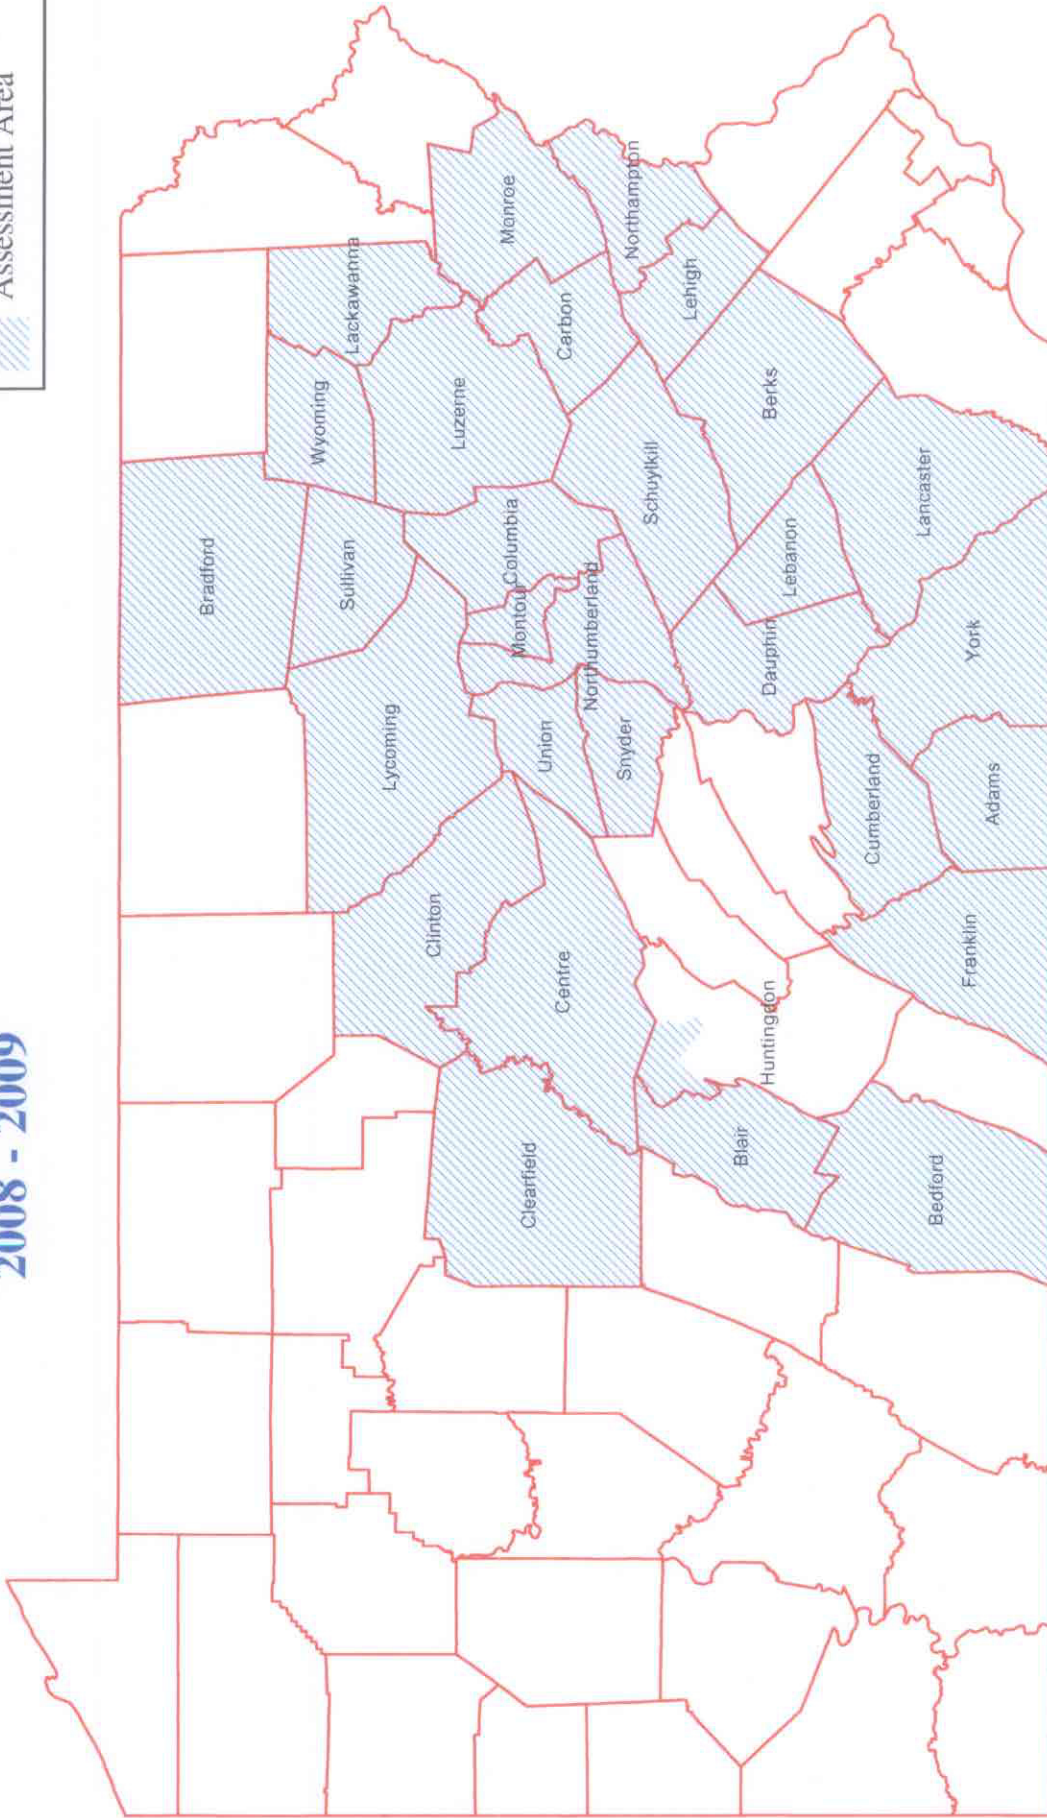 Assessment Area
2008 - 2009
Bradford
Wyoming
Lackawanna
Sullivan
Monroe
Luzerne
Lycoming
Clinton
Columbia
Montour
Carbon
Northampton
Union
Northumberland
Centre
Clearfield
Snyder
Schuylkill
Lehigh
Berks
Lebanon
Dauphin
Huntingdon
Blair
Cumberland
Lancaster
York
Adams
Franklin
Bedford